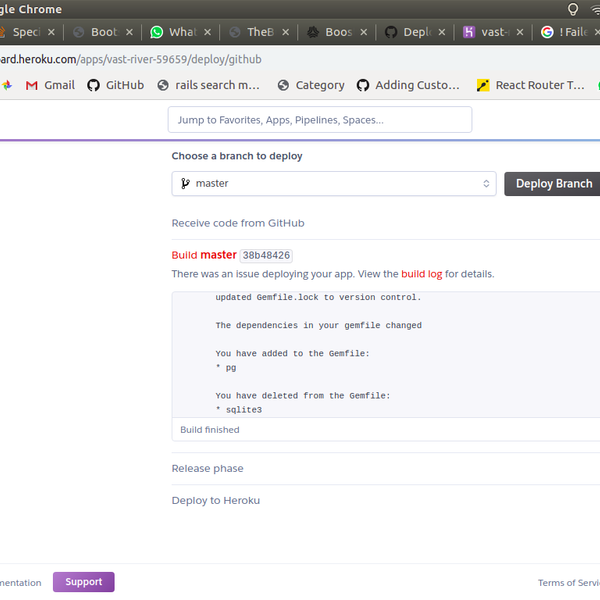 gle Chrome
Speci
Boots
What
TheB
Boos
Depl
vast-
! Faile
ard.heroku.com/apps/vast-river-59659/deploy/github
Gmail
GitHub
rails search m...
Category
Adding Custo...
React Router T...
Jump to Favorites, Apps, Pipelines, Spaces...
Choose a branch to deploy
master
Deploy Branch
Receive code from GitHub
Build master 38b48426
There was an issue deploying your app. View the build log for details.
updated Gemfile.lock to version control.
The dependencies in your gemfile changed
You have added to the Gemfile:
* pg
You have deleted from the Gemfile:
* sqlite3
Build finished
Release phase
Deploy to Heroku
mentation
Support
Terms of Servi